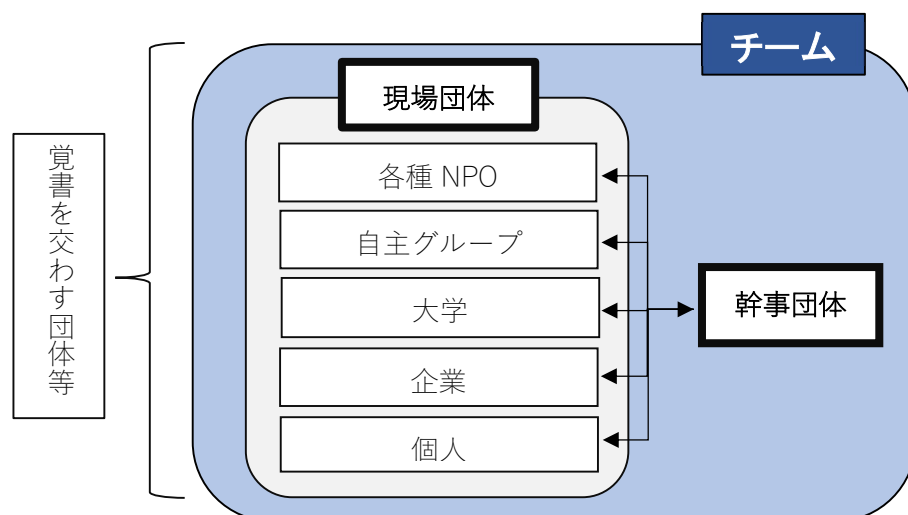 チーム
現場団体
覚書を交わす団体等
各種 NPO
自主グループ
大学
企業
個人
幹事団体